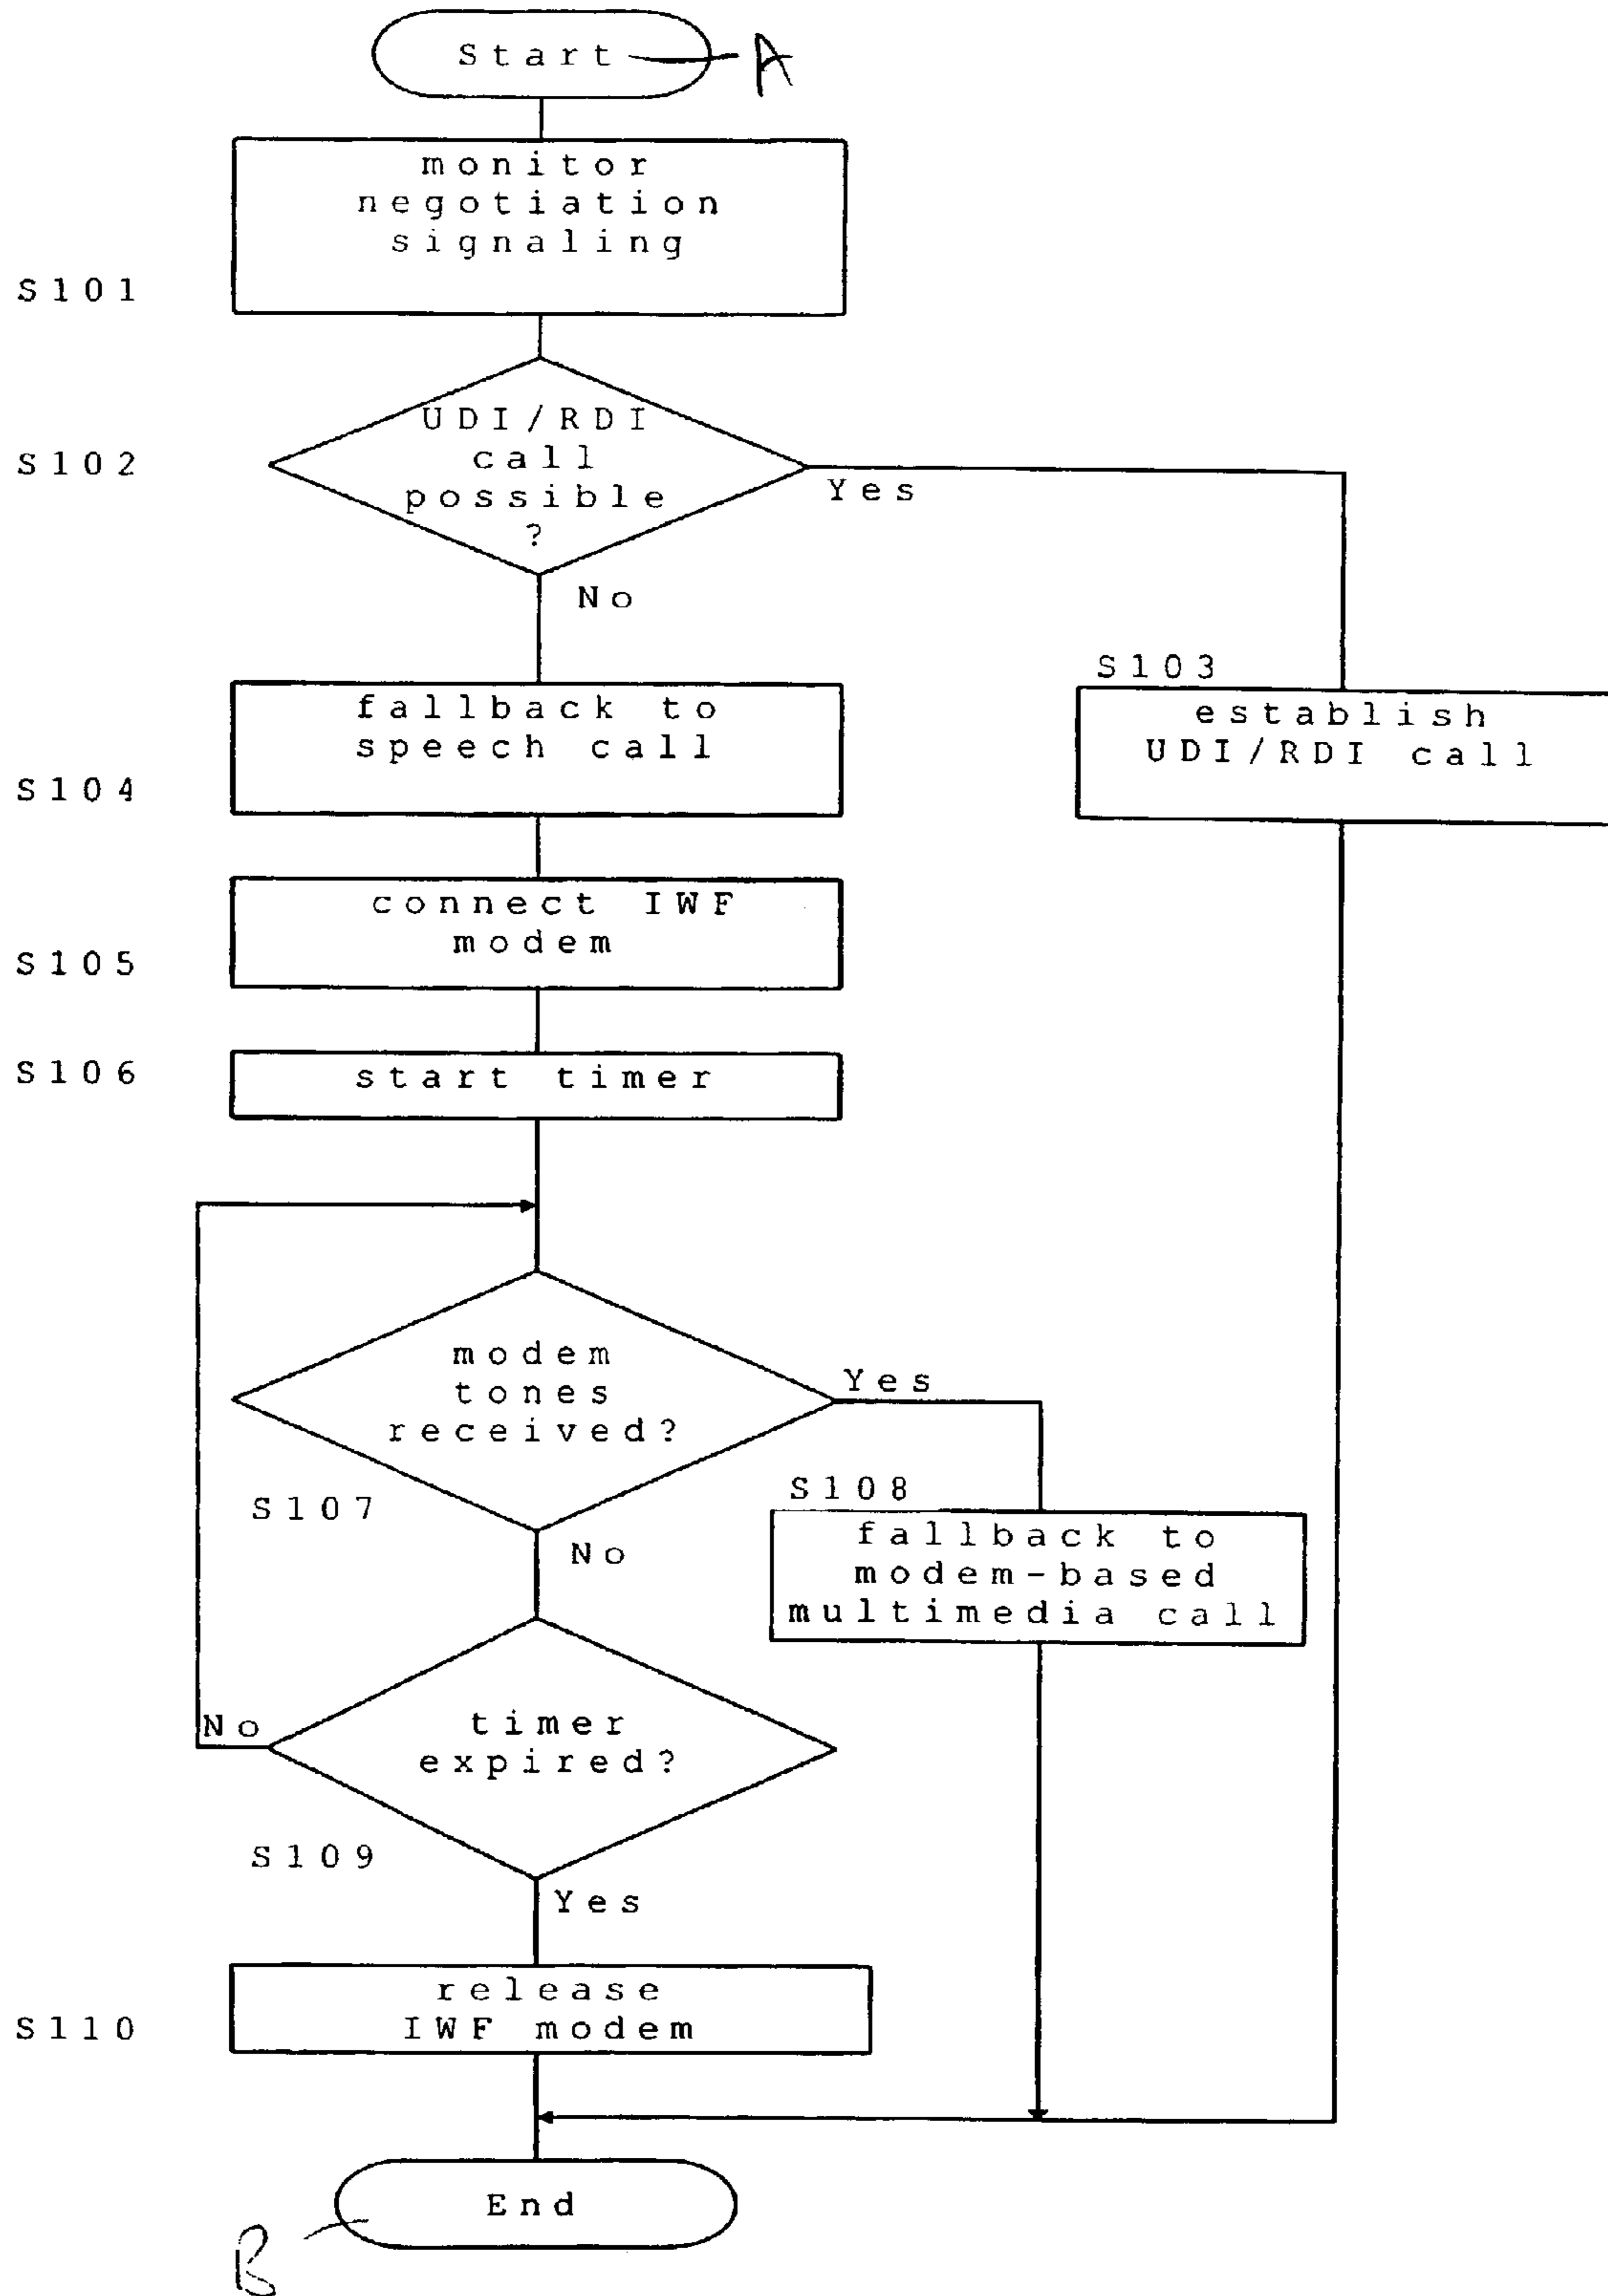 Start
A
monitor
negotiation
signaling
S101
UDI/RDI
call
possible
?
S102
Yes
No
S103
establish
UDI/RDI call
fallback to
speech call
S104
connect IWF
modem
S105
S106
start timer
modem
tones
received?
Yes
S107
No
S108
fallback to
modem-based
multimedia call
No
timer
expired?
S109
Yes
release
IWF modem
S110
End
B